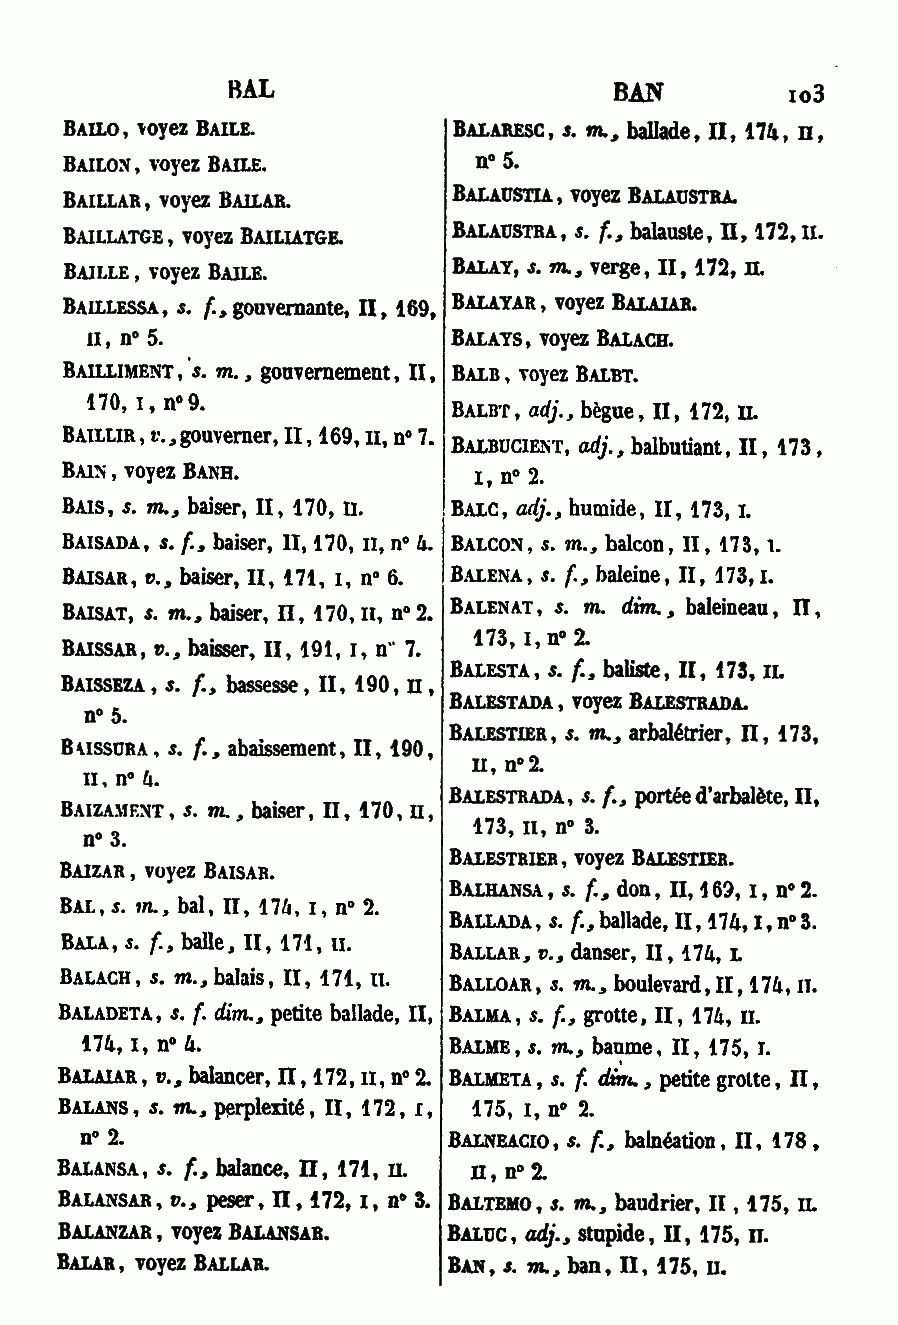 BAL
BAN 103
BAILO, voyez BAILE.
BAILON, voyez BAILE.
BAILLAR, voyez BAILAR.
BAILLATGE, voyez BAILIATGE.
BAILLE, voyez BAILE.
BAILLESSA, s. f., gouvernante, II, 169,
II, n° 5.
BAILLIMENT, s. m., gouvernement, II,
170, I, n° 9.
BAILLIR, v., gouverner, II, 169, II, n° 7.
BAIN, voyez BANH.
BAIS, s. m., baiser, II, 170, II.
BAISADA, s. f., baiser, II, 170, II, n° 4.
BAISAR, v., baiser, II, 171, I, n° 6.
BAISAT, s. m., baiser, II, 170, II, n° 2.
BAISSAR, v., baisser, II, 191, I, n° 7.
BAISSEZA, s. f., bassesse, II, 190, II,
n° 5.
BAISSURA, s. f., abaissement, II, 190,
II, n° 4.
BAIZAMENT, s. m., baiser, II, 170, II,
n° 3.
BAIZAR, voyez BAISAR.
BAL, s. m., bal, II, 174, I, n° 2.
BALA, s. f., balle, II, 171, II.
BALACH, s. m., balais, II, 171, II.
BALADETA, s. f. dim., petite ballade, II,
174, I, n° 4.
BALAIAR, v., balancer, II, 172, II, n° 2.
BALANS, s. m., perplexité, II, 172, I,
n° 2.
BALANSA, s. f., balance, II, 171, II.
BALANSAR, v., peser, II, 172, I, n° 3.
BALANZAR, voyez BALANSAR.
BALAR, voyez BALLAR.
BALARESC, s. m., ballade, II, 174, II,
n° 5.
BALAUSTIA, voyez BALAUSTRA.
BALAUSTRA, s. f., balauste, II, 172, II.
BALAY, s. m., verge, II, 172, II.
BALAYAR, voyez BALAIAR.
BALAYS, voyez BALACH.
BALB, voyez BALBT.
BALBT, adj., bègue, II, 172, II.
BALBUCIENT, adj., balbutiant, II, 173,
I, n° 2.
BALC, adj., humide, II, 173, I.
BALCON, s. m., balcon, II, 173, I.
BALENA, s. f., baleine, II, 173, I.
BALENAT, s. m. dim., baleineau, II,
173, I, n° 2.
BALESTA, s. f., baliste, II, 173, II.
BALESTADA, voyez BALESTRADA.
BALESTIER, s. m., arbalétrier, II, 173,
II, n° 2.
BALESTRADA, s. f., portée d'arbalète, II,
173, II, n° 3.
BALESTRIER, voyez BALESTIER.
BALHANSA, s. f., don, II, 169, I, n° 2.
BALLADA, s. f., ballade, II, 174, I, n° 3.
BALLAR, v., danser, II, 174, I.
BALLOAR, s. m., boulevard, II, 174, II.
BALMA, s. f., grotte, II, 174, II.
BALME, s. m., baume, II, 175, I.
BALMETA, s. f. dim., petite grotte, II,
175, I, n° 2.
BALNEACIO, s. f., balnéation, II, 178,
II, n° 2.
BALTEMO, s. m., baudrier, II, 175, II.
BALUC, adj., stupide, II, 175, II.
BAN, s. m., ban, II, 175, II.